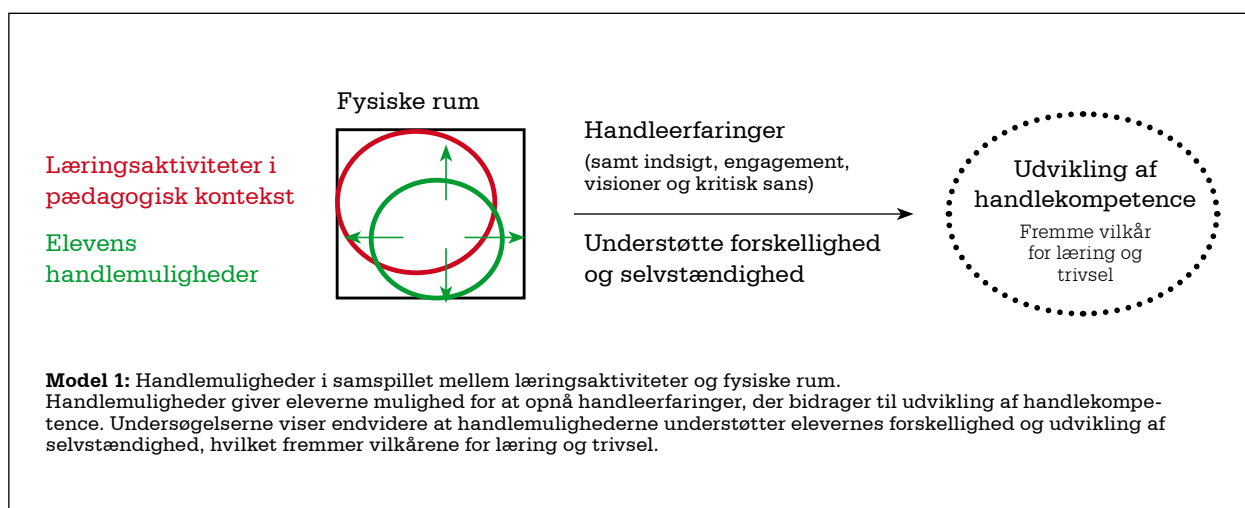 Fysiske rum
Læringsaktiviteter i
pædagogisk kontekst
Elevens
handlemuligheder
Handleerfaringer
(samt indsigt, engagement,
visioner og kritisk sans)
Understøtte forskellighed
og selvstændighed
Udvikling af
handlekompetence
Fremme vilkår
for læring og
trivsel
Model 1: Handlemuligheder i samspillet mellem læringsaktiviteter og fysiske rum.
Handlemuligheder giver eleverne mulighed for at opnå handleerfaringer, der bidrager til udvikling af handlekompe-
tence. Undersøgelserne viser endvidere at handlemulighederne understøtter elevernes forskellighed og udvikling af
selvstændighed, hvilket fremmer vilkårene for læring og trivsel.